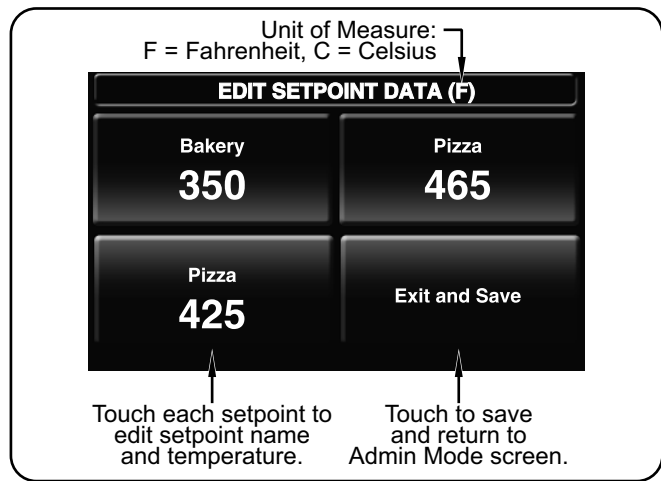 Unit of Measure:
F = Fahrenheit, C = Celsius
EDIT SETPOINT DATA (F)
Bakery
350
Pizza
465
Pizza
425
Exit and Save
Touch each setpoint to
edit setpoint name
and temperature.
Touch to save
and return to
Admin Mode screen.